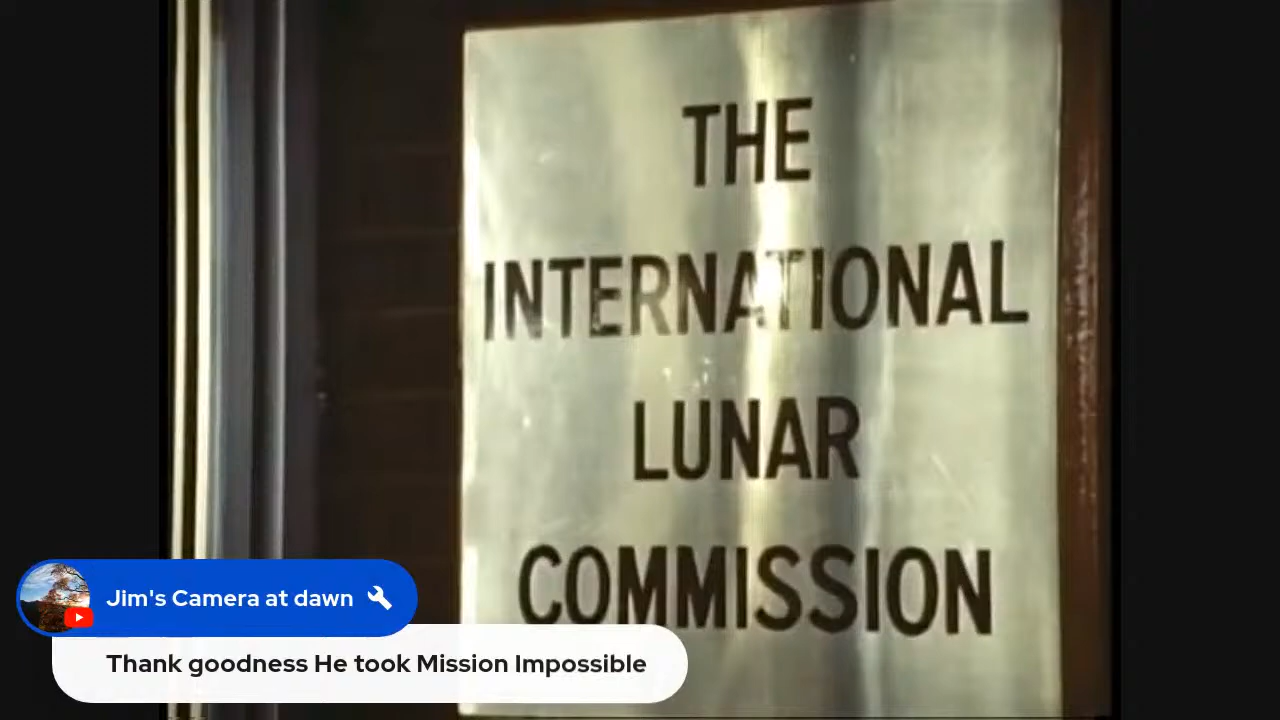 THE
INTERNATIONAL
LUNAR
COMMISSION
Jim's Camera at dawn
Thank goodness He took Mission Impossible